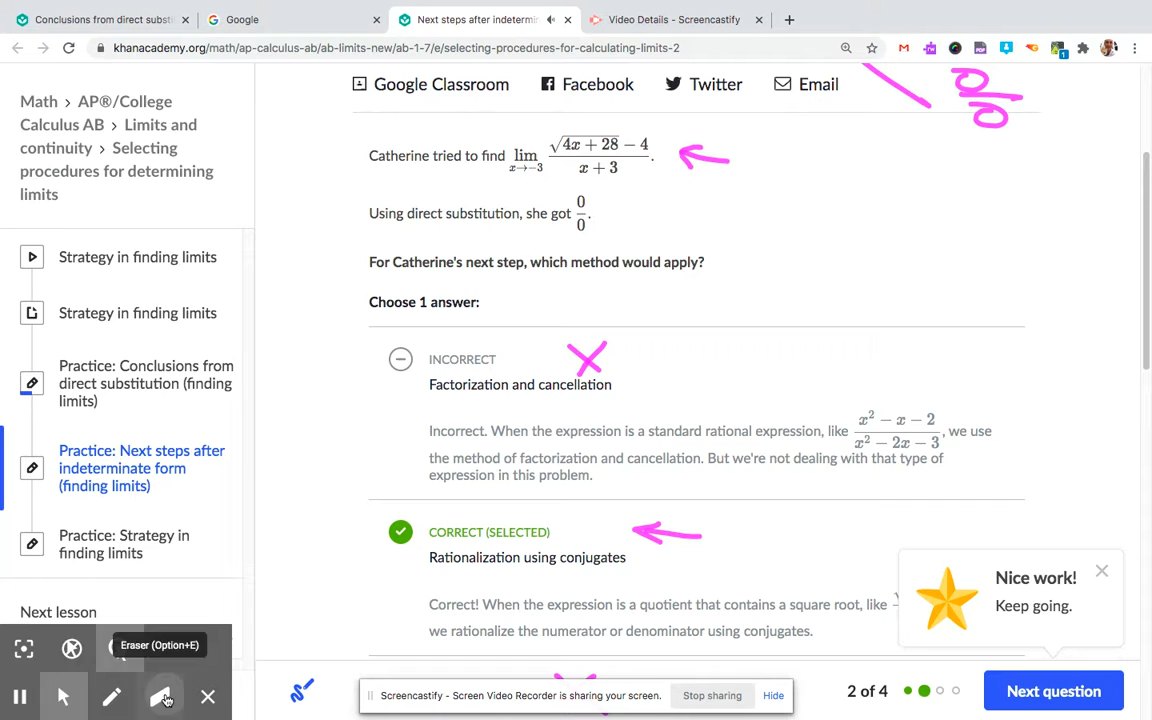 Conclusions from direct substi
Google
Next steps after indetermin
Video Details - Screencastify
khanacademy.org/math/ap-calculus-ab/ab-limits-new/ab-1-7/e/selecting-procedures-for-calculating-limits-2
Math > AP®/College
Calculus AB > Limits and
continuity > Selecting
procedures for determining
limits
Strategy in finding limits
Strategy in finding limits
Practice: Conclusions from
direct substitution (finding
limits)
Practice: Next steps after
indeterminate form
(finding limits)
Practice: Strategy in
finding limits
Next lesson
Eraser (Option+E)
Google Classroom Facebook Twitter Email
0/0
Catherine tried to find lim x→−3 (√(4x + 28) − 4)/(x + 3).
Using direct substitution, she got 0/0.
For Catherine's next step, which method would apply?
Choose 1 answer:
INCORRECT
Factorization and cancellation
Incorrect. When the expression is a standard rational expression, like (x² − x − 2)/(x² − 2x − 3), we use
the method of factorization and cancellation. But we're not dealing with that type of
expression in this problem.
CORRECT (SELECTED)
Rationalization using conjugates
Correct! When the expression is a quotient that contains a square root, like
we rationalize the numerator or denominator using conjugates.
Nice work!
Keep going.
Screencastify - Screen Video Recorder is sharing your screen.
Stop sharing
Hide
2 of 4
Next question